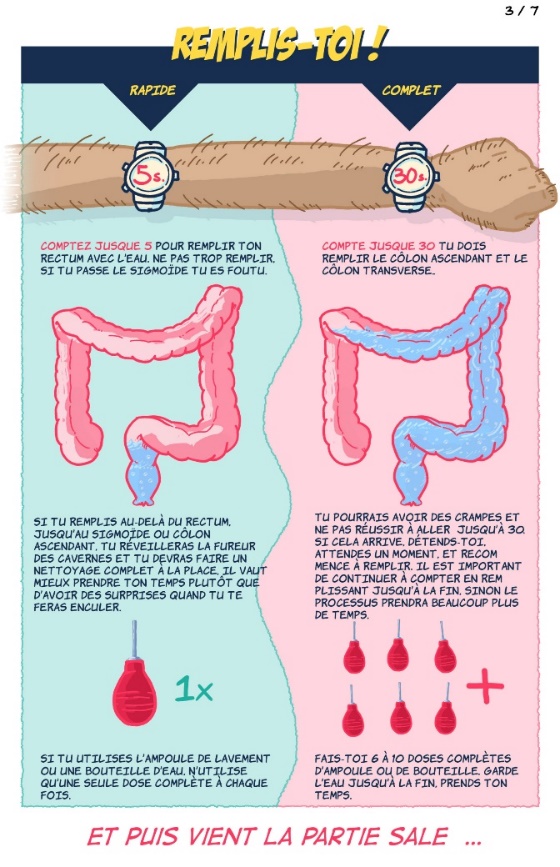 3 / 7
REMPLIS-TOI !
RAPIDE
COMPLET
5s.
30s.
COMPTEZ JUSQUE 5 POUR REMPLIR TON
RECTUM AVEC L'EAU. NE PAS TROP REMPLIR.
SI TU PASSE LE SIGMOÏDE TU ES FOUTU.
COMPTE JUSQUE 30 TU DOIS
REMPLIR LE CÔLON ASCENDANT ET LE
CÔLON TRANSVERSE.
SI TU REMPLIS AU-DELÀ DU RECTUM,
JUSQU'AU SIGMOÏDE OU CÔLON
ASCENDANT, TU RÉVEILLERAS LA FUREUR
DES CAVERNES ET TU DEVRAS FAIRE UN
NETTOYAGE COMPLET À LA PLACE. IL VAUT
MIEUX PRENDRE TON TEMPS PLUTÔT QUE
D'AVOIR DES SURPRISES QUAND TU TE
FERAS ENCULER.
TU POURRAIS AVOIR DES CRAMPES ET
NE PAS RÉUSSIR À ALLER JUSQU'À 30.
SI CELA ARRIVE, DÉTENDS-TOI,
ATTENDES UN MOMENT, ET RECOM
MENCE À REMPLIR. IL EST IMPORTANT
DE CONTINUER À COMPTER EN REM
PLISSANT JUSQU'À LA FIN, SINON LE
PROCESSUS PRENDRA BEAUCOUP PLUS
DE TEMPS.
1x
+
SI TU UTILISES L'AMPOULE DE LAVEMENT
OU UNE BOUTEILLE D'EAU, N'UTILISE
QU'UNE SEULE DOSE COMPLÈTE À CHAQUE
FOIS.
FAIS-TOI 6 À 10 DOSES COMPLÈTES
D'AMPOULE OU DE BOUTEILLE. GARDE
L'EAU JUSQU'À LA FIN, PRENDS TON
TEMPS.
ET PUIS VIENT LA PARTIE SALE ...